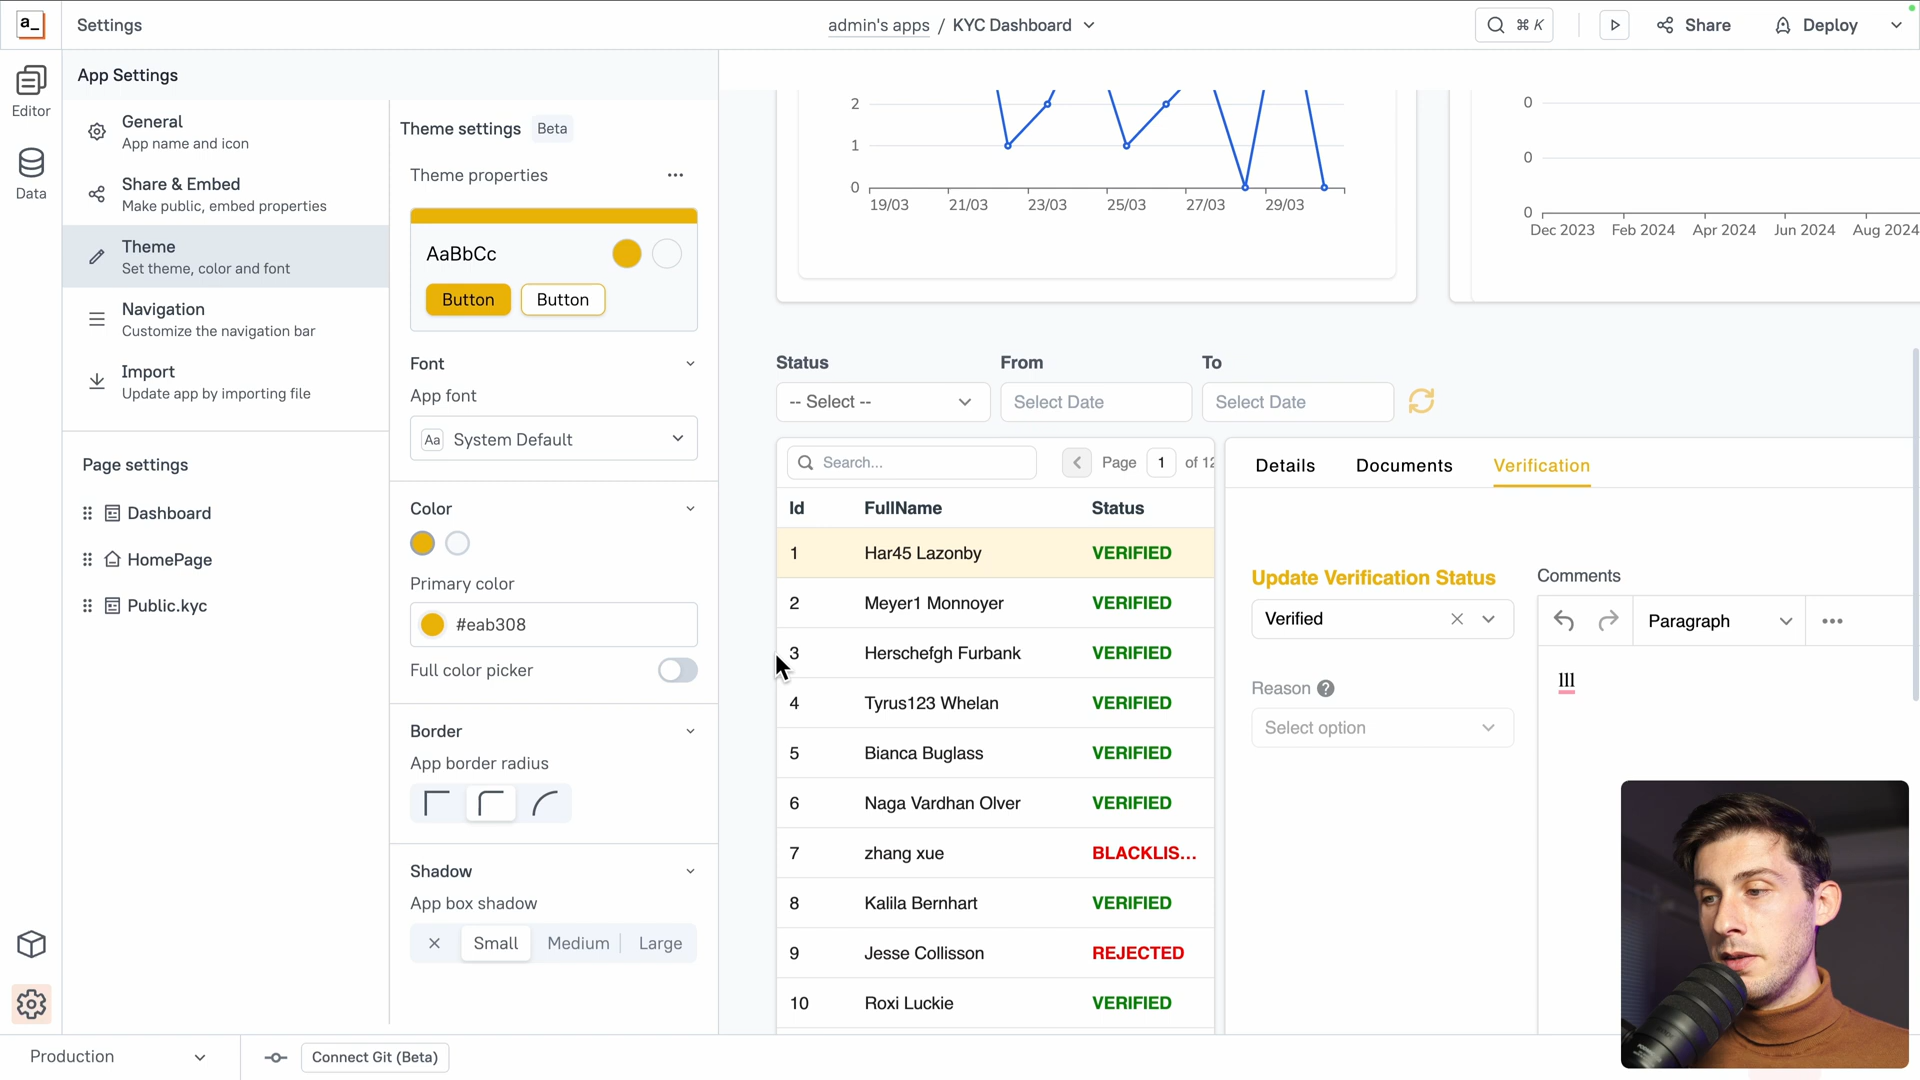 a_
Settings
admin's apps / KYC Dashboard
⌘ K
Share
Deploy
Editor
Data
App Settings
General
App name and icon
Share & Embed
Make public, embed properties
Theme
Set theme, color and font
Navigation
Customize the navigation bar
Import
Update app by importing file
Page settings
Dashboard
HomePage
Public.kyc
Theme settings Beta
Theme properties
AaBbCc
Button Button
Font
App font
Aa System Default
Color
Primary color
#eab308
Full color picker
Border
App border radius
Shadow
App box shadow
Small Medium Large
2
1
0
19/03 21/03 23/03 25/03 27/03 29/03
0
0
0
Dec 2023 Feb 2024 Apr 2024 Jun 2024 Aug 2024
Status From To
-- Select -- Select Date Select Date
Search... Page 1 of 12
Id FullName Status
1 Har45 Lazonby VERIFIED
2 Meyer1 Monnoyer VERIFIED
3 Herschefgh Furbank VERIFIED
4 Tyrus123 Whelan VERIFIED
5 Bianca Buglass VERIFIED
6 Naga Vardhan Olver VERIFIED
7 zhang xue BLACKLIS...
8 Kalila Bernhart VERIFIED
9 Jesse Collisson REJECTED
10 Roxi Luckie VERIFIED
Details Documents Verification
Update Verification Status
Verified
Reason ?
Select option
Comments
Paragraph
lll
Production
Connect Git (Beta)